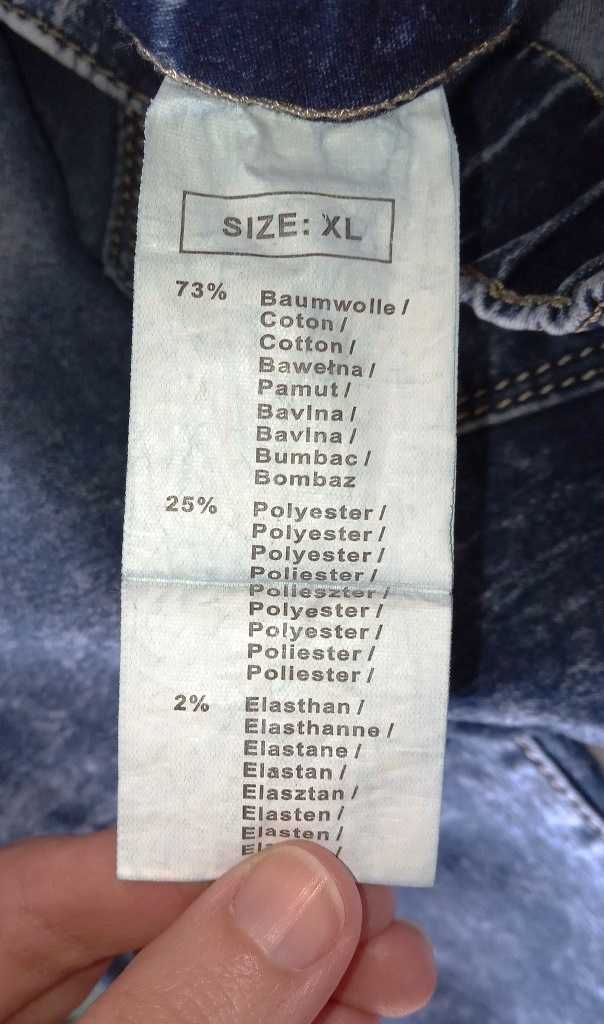 SIZE: XL
73% Baumwolle /
Coton /
Cotton /
Bawełna /
Pamut /
Bavlna /
Bavlna /
Bumbac /
Bombaz
25% Polyester /
Polyester /
Polyester /
Poliester /
Polieszter /
Polyester /
Polyester /
Poliester /
Poliester /
2% Elasthan /
Elasthanne /
Elastane /
Elastan /
Elasztan /
Elasten /
Elasten /